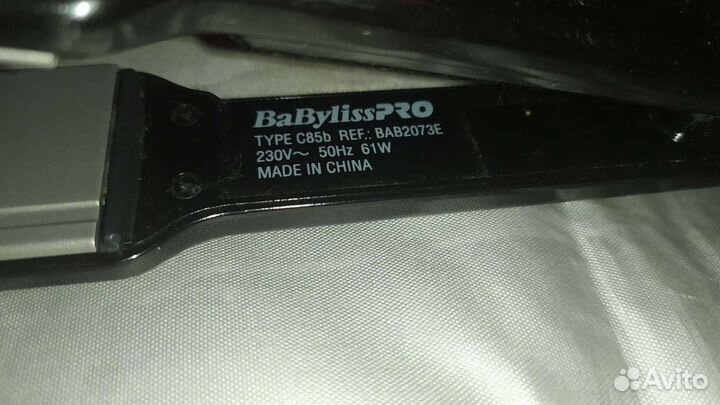 BaBylissPRO
TYPE C85b REF.: BAB2073E
230V~ 50Hz 61W
MADE IN CHINA
Avito